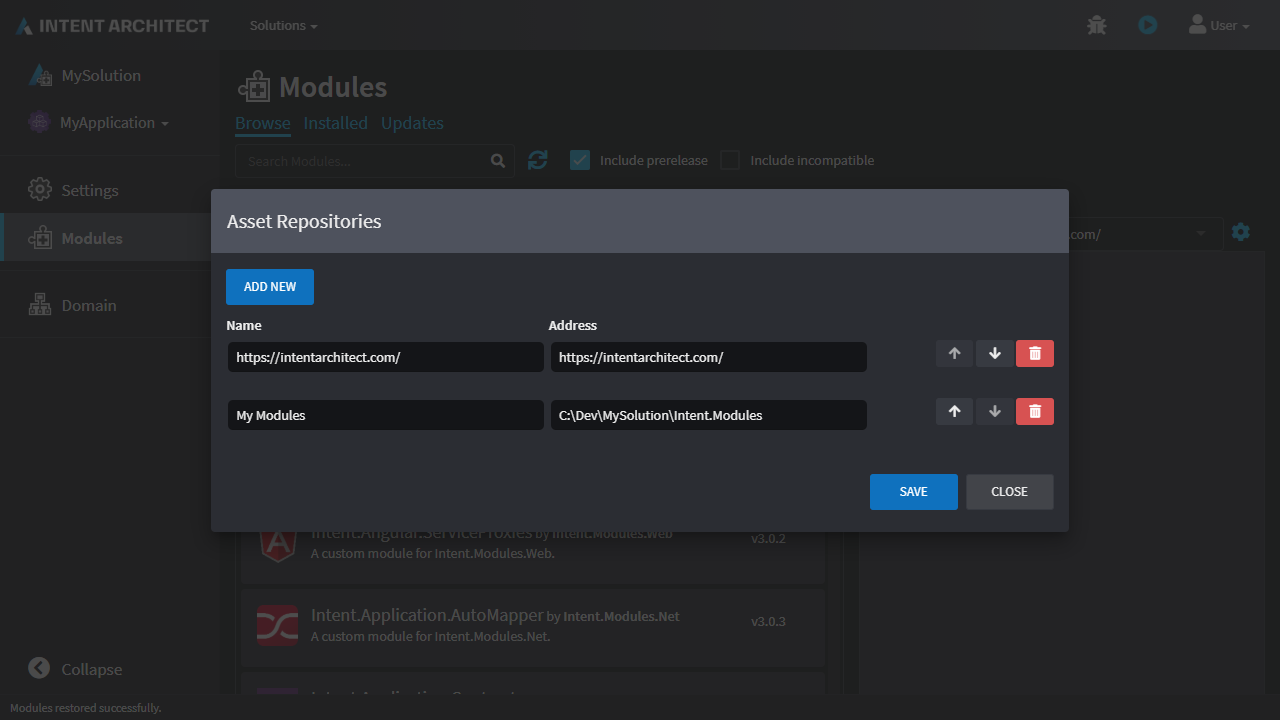 INTENT ARCHITECT
Solutions
User
MySolution
MyApplication
Settings
Modules
Domain
Collapse
Modules
Browse Installed Updates
Search Modules...
Include prerelease
Include incompatible
.com/
Asset Repositories
ADD NEW
Name Address
https://intentarchitect.com/ https://intentarchitect.com/
My Modules C:\Dev\MySolution\Intent.Modules
SAVE CLOSE
Intent.Angular.ServiceProxies by Intent.Modules.Web
v3.0.2
A custom module for Intent.Modules.Web.
Intent.Application.AutoMapper by Intent.Modules.Net
v3.0.3
A custom module for Intent.Modules.Net.
Modules restored successfully.